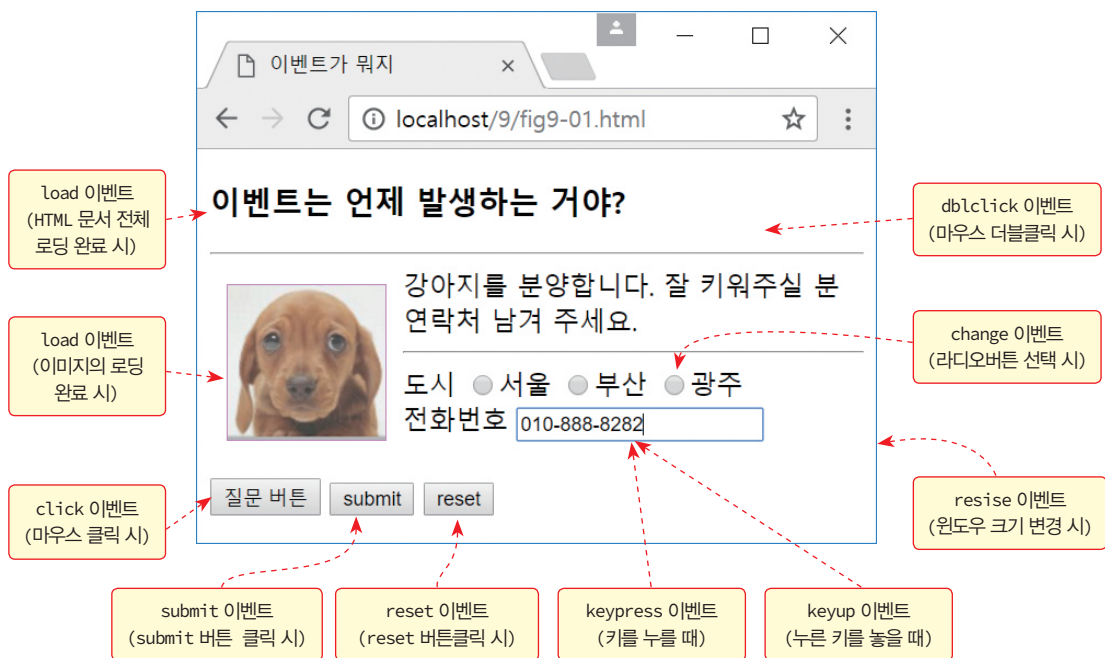 이벤트가 뭐지
localhost/9/fig9-01.html
이벤트는 언제 발생하는 거야?
강아지를 분양합니다. 잘 키워주실 분
연락처 남겨 주세요.
도시 서울 부산 광주
전화번호 010-888-8282
질문 버튼 submit reset
load 이벤트
(HTML 문서 전체
로딩 완료 시)
load 이벤트
(이미지의 로딩
완료 시)
click 이벤트
(마우스 클릭 시)
dblclick 이벤트
(마우스 더블클릭 시)
change 이벤트
(라디오버튼 선택 시)
resise 이벤트
(윈도우 크기 변경 시)
submit 이벤트
(submit 버튼 클릭 시)
reset 이벤트
(reset 버튼클릭 시)
keypress 이벤트
(키를 누를 때)
keyup 이벤트
(누른 키를 놓을 때)